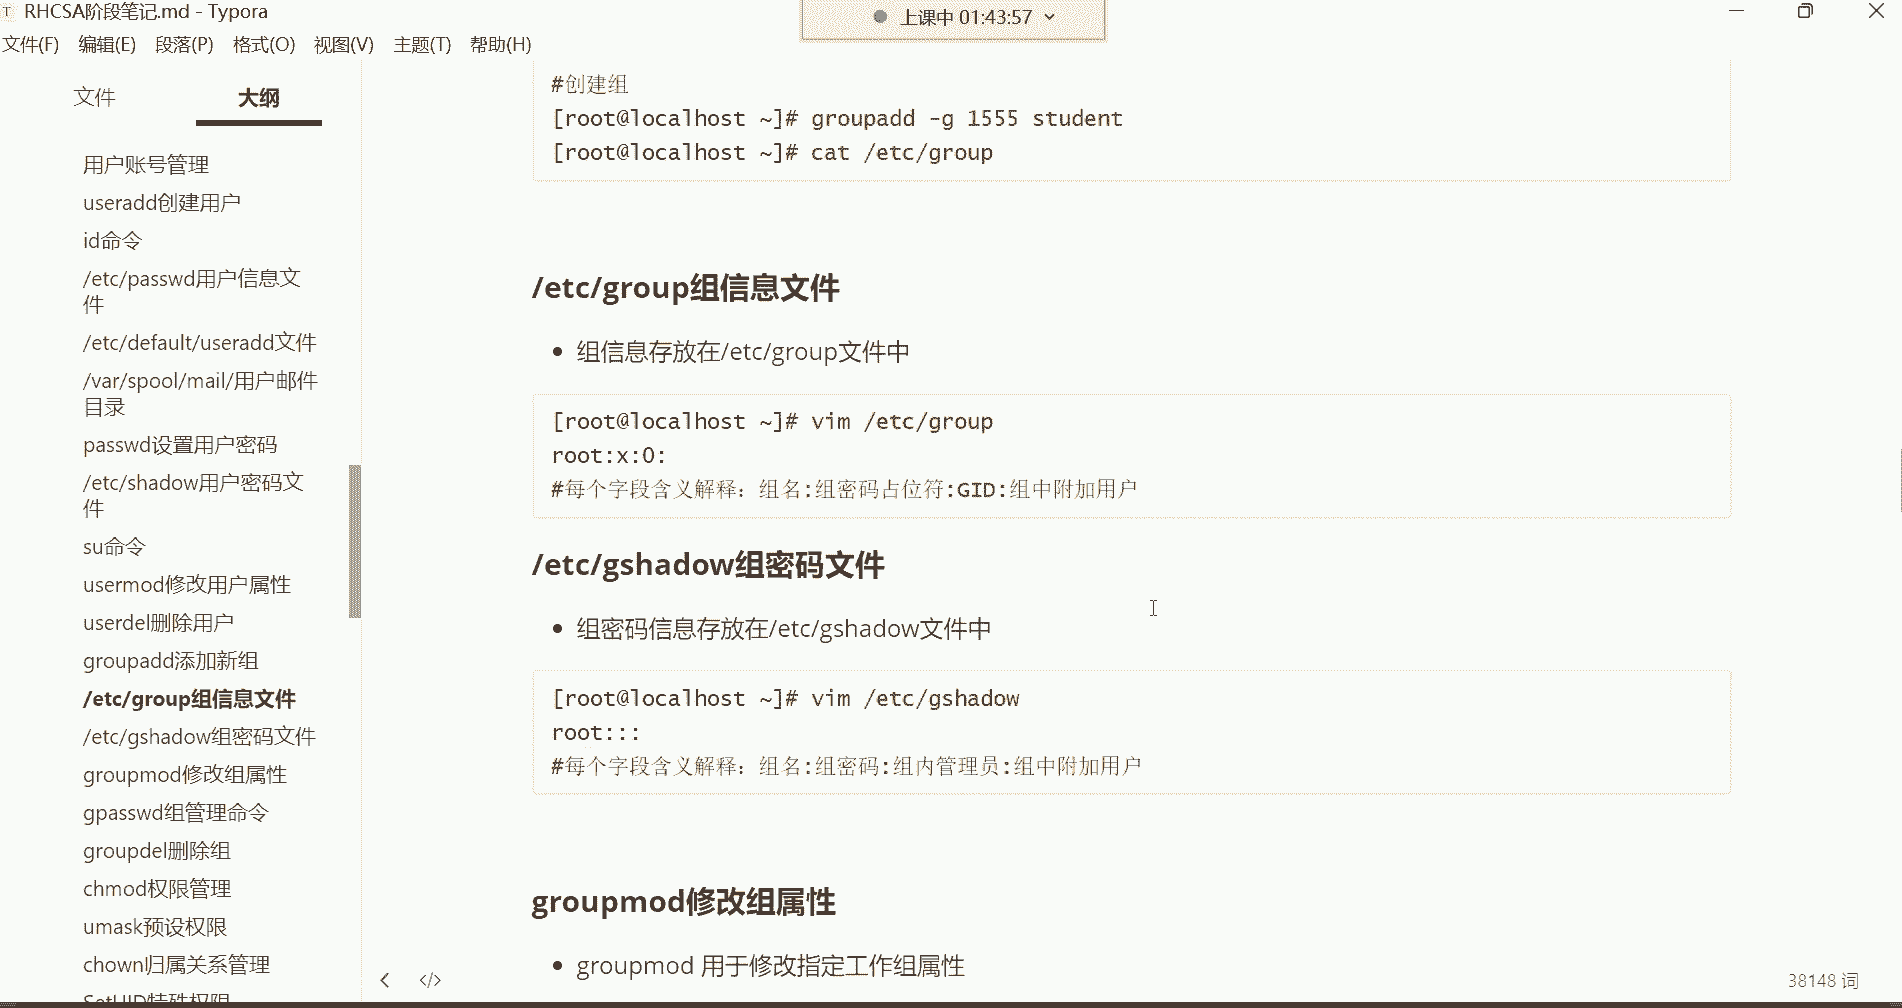 RHCSA阶段笔记.md - Typora
上课中 01:43:57
文件(F) 编辑(E) 段落(P) 格式(O) 视图(V) 主题(T) 帮助(H)
文件 大纲
用户账号管理
useradd创建用户
id命令
/etc/passwd用户信息文
件
/etc/default/useradd文件
/var/spool/mail/用户邮件
目录
passwd设置用户密码
/etc/shadow用户密码文
件
su命令
usermod修改用户属性
userdel删除用户
groupadd添加新组
/etc/group组信息文件
/etc/gshadow组密码文件
groupmod修改组属性
gpasswd组管理命令
groupdel删除组
chmod权限管理
umask预设权限
chown归属关系管理
SetUID特殊权限
#创建组
[root@localhost ~]# groupadd -g 1555 student
[root@localhost ~]# cat /etc/group
/etc/group组信息文件
• 组信息存放在/etc/group文件中
[root@localhost ~]# vim /etc/group
root:x:0:
#每个字段含义解释：组名:组密码占位符:GID:组中附加用户
/etc/gshadow组密码文件
• 组密码信息存放在/etc/gshadow文件中
[root@localhost ~]# vim /etc/gshadow
root:::
#每个字段含义解释：组名:组密码:组内管理员:组中附加用户
groupmod修改组属性
• groupmod 用于修改指定工作组属性
38148 词